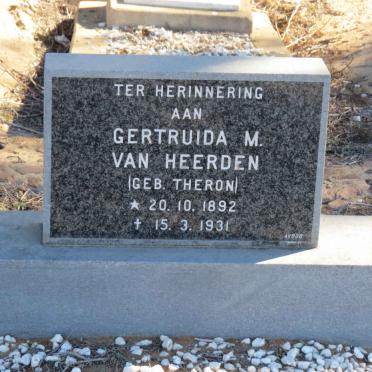 TER HERINNERING
AAN
GERTRUIDA M.
VAN HEERDEN
(GEB. THERON)
★ 20. 10. 1892
✝ 15. 3. 1931